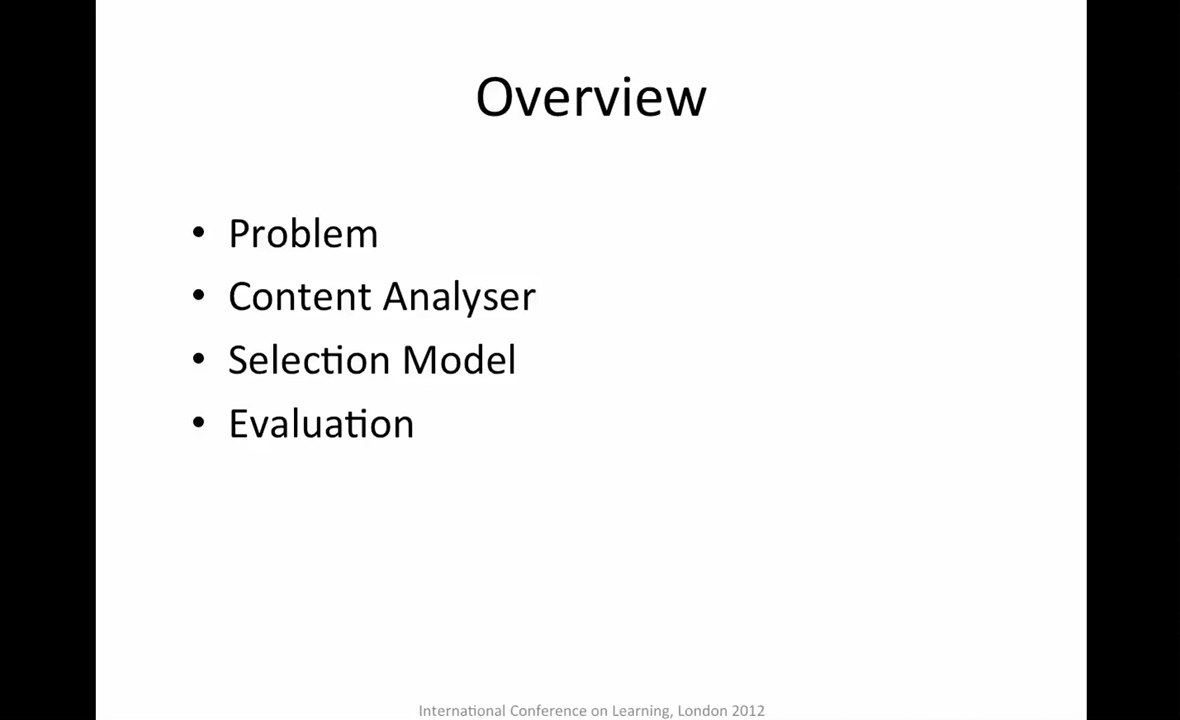 Overview
• Problem
• Content Analyser
• Selection Model
• Evaluation
International Conference on Learning, London 2012